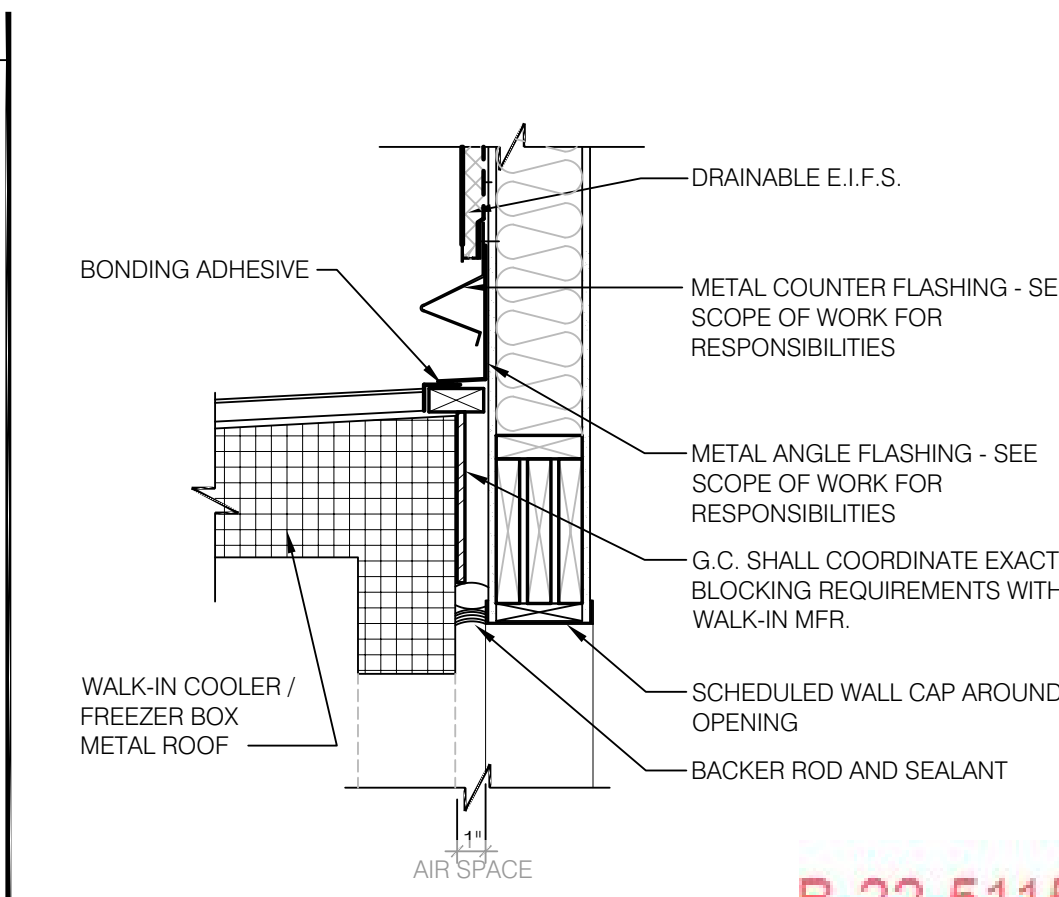 DRAINABLE E.I.F.S.
BONDING ADHESIVE
METAL COUNTER FLASHING - SE
SCOPE OF WORK FOR
RESPONSIBILITIES
METAL ANGLE FLASHING - SEE
SCOPE OF WORK FOR
RESPONSIBILITIES
G.C. SHALL COORDINATE EXACT
BLOCKING REQUIREMENTS WITH
WALK-IN MFR.
WALK-IN COOLER /
FREEZER BOX
METAL ROOF
SCHEDULED WALL CAP AROUND
OPENING
BACKER ROD AND SEALANT
1"
AIR SPACE